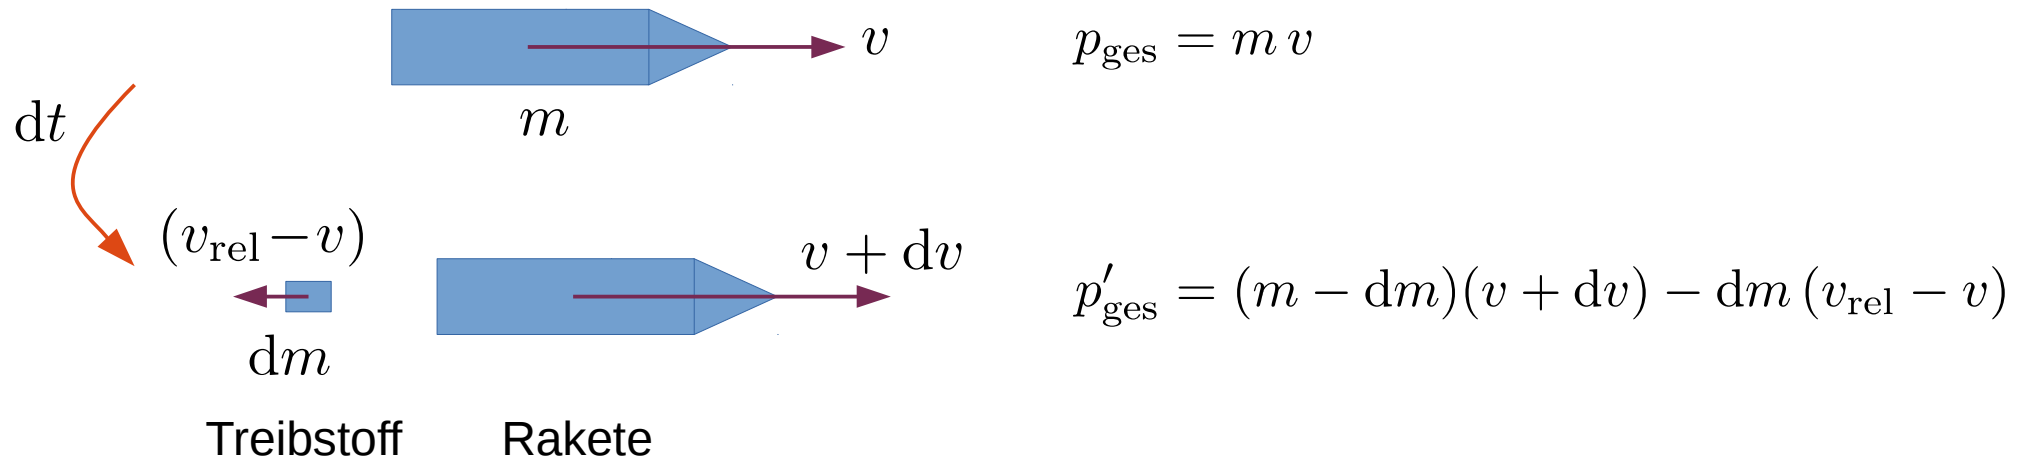 v
p_ges = m v
m
dt
(v_rel − v)
v + dv
p′_ges = (m − dm)(v + dv) − dm (v_rel − v)
dm
Treibstoff
Rakete